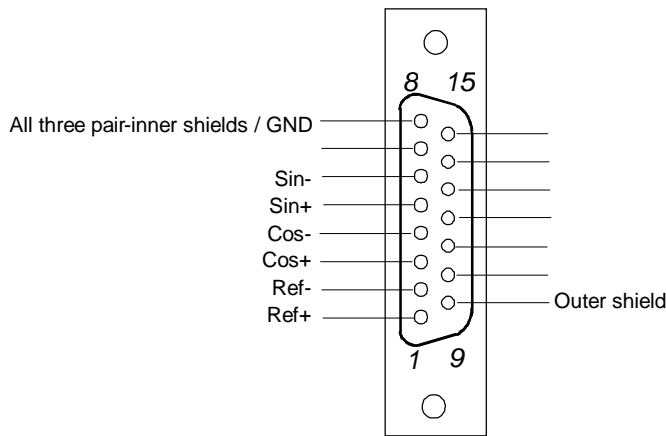 8 15
All three pair-inner shields / GND
Sin-
Sin+
Cos-
Cos+
Ref-
Outer shield
Ref+
1 9